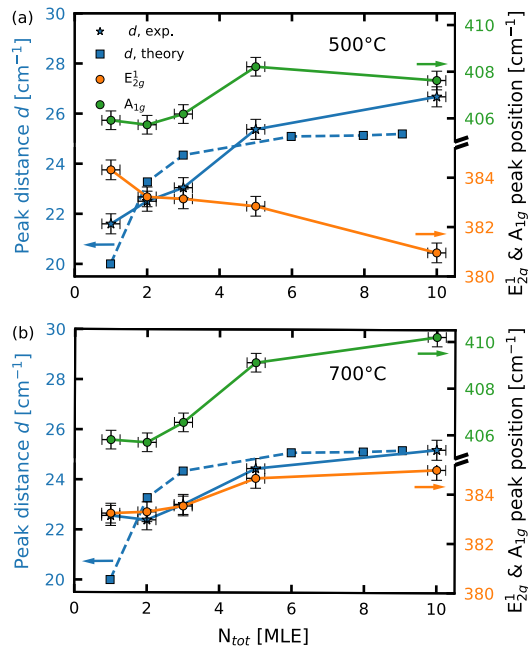 (a)
500°C
d, exp.
d, theory
E¹₂g
A₁g
Peak distance d [cm⁻¹]
30
28
26
24
22
20
410
408
406
384
382
380
E¹₂g & A₁g peak position [cm⁻¹]
0
2
4
6
8
10
(b)
700°C
Peak distance d [cm⁻¹]
30
28
26
24
22
20
410
408
406
384
382
380
E¹₂g & A₁g peak position [cm⁻¹]
0
2
4
6
8
10
Ntot [MLE]